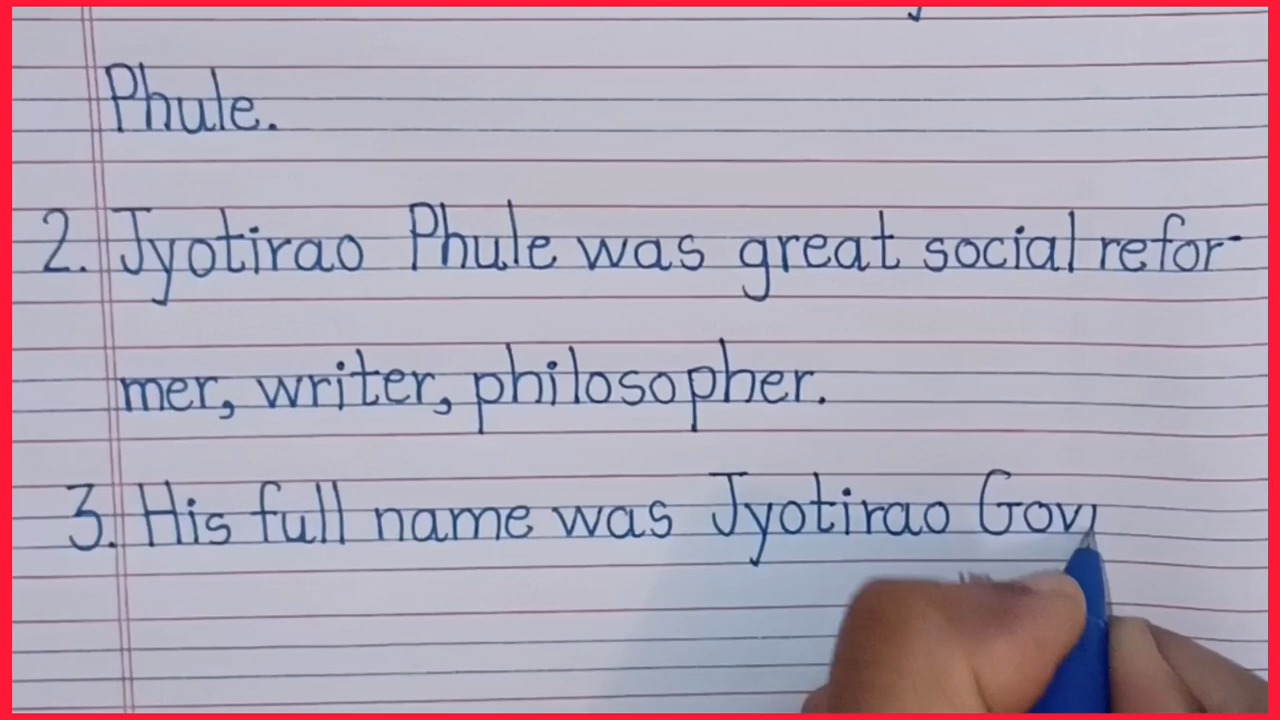 Phule.
2. Jyotirao Phule was great social refor-
mer, writer, philosopher.
3. His full name was Jyotirao Gov